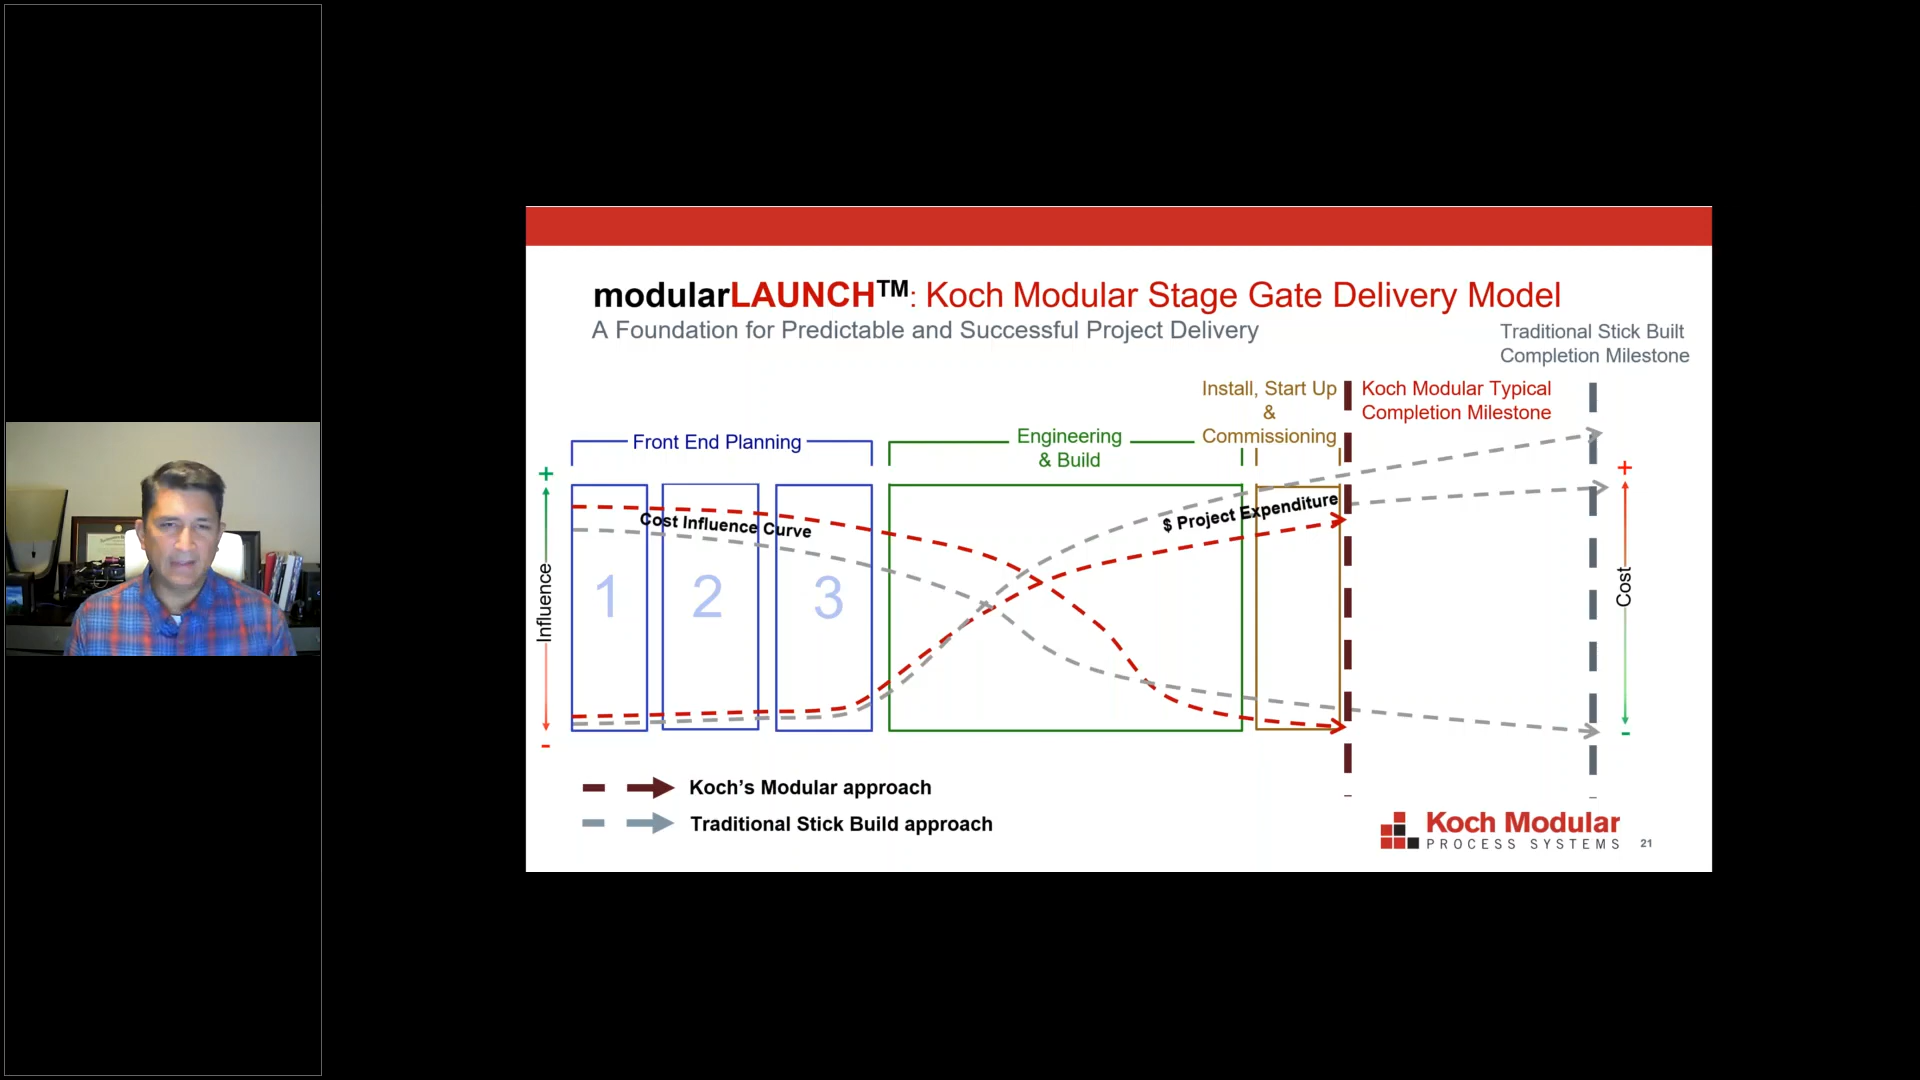 modularLAUNCH™: Koch Modular Stage Gate Delivery Model
A Foundation for Predictable and Successful Project Delivery
Traditional Stick Built
Completion Milestone
Install, Start Up
&
Commissioning
Koch Modular Typical
Completion Milestone
Front End Planning
Engineering
& Build
+
Influence
-
1
2
3
Cost Influence Curve
$ Project Expenditure
+
Cost
-
Koch's Modular approach
Traditional Stick Build approach
Koch Modular
PROCESS SYSTEMS
21